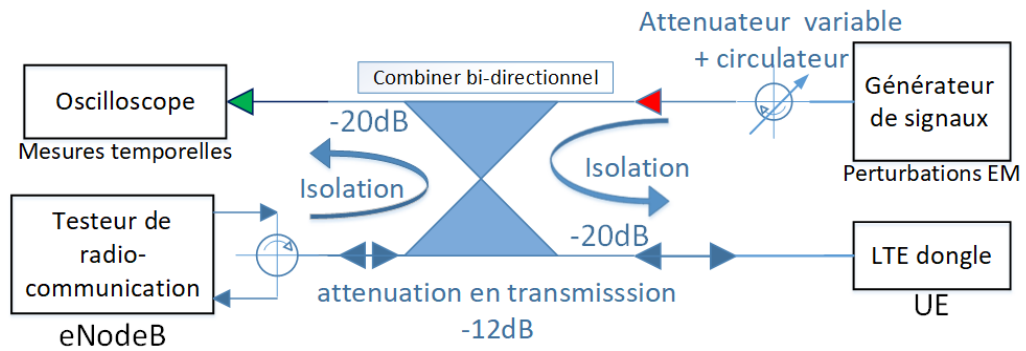 Attenuateur variable
+ circulateur
Combiner bi-directionnel
Oscilloscope
Mesures temporelles
-20dB
Générateur
de signaux
Perturbations EM
Isolation
Isolation
Testeur de
radio-
communication
eNodeB
-20dB
LTE dongle
UE
attenuation en transmisssion
-12dB